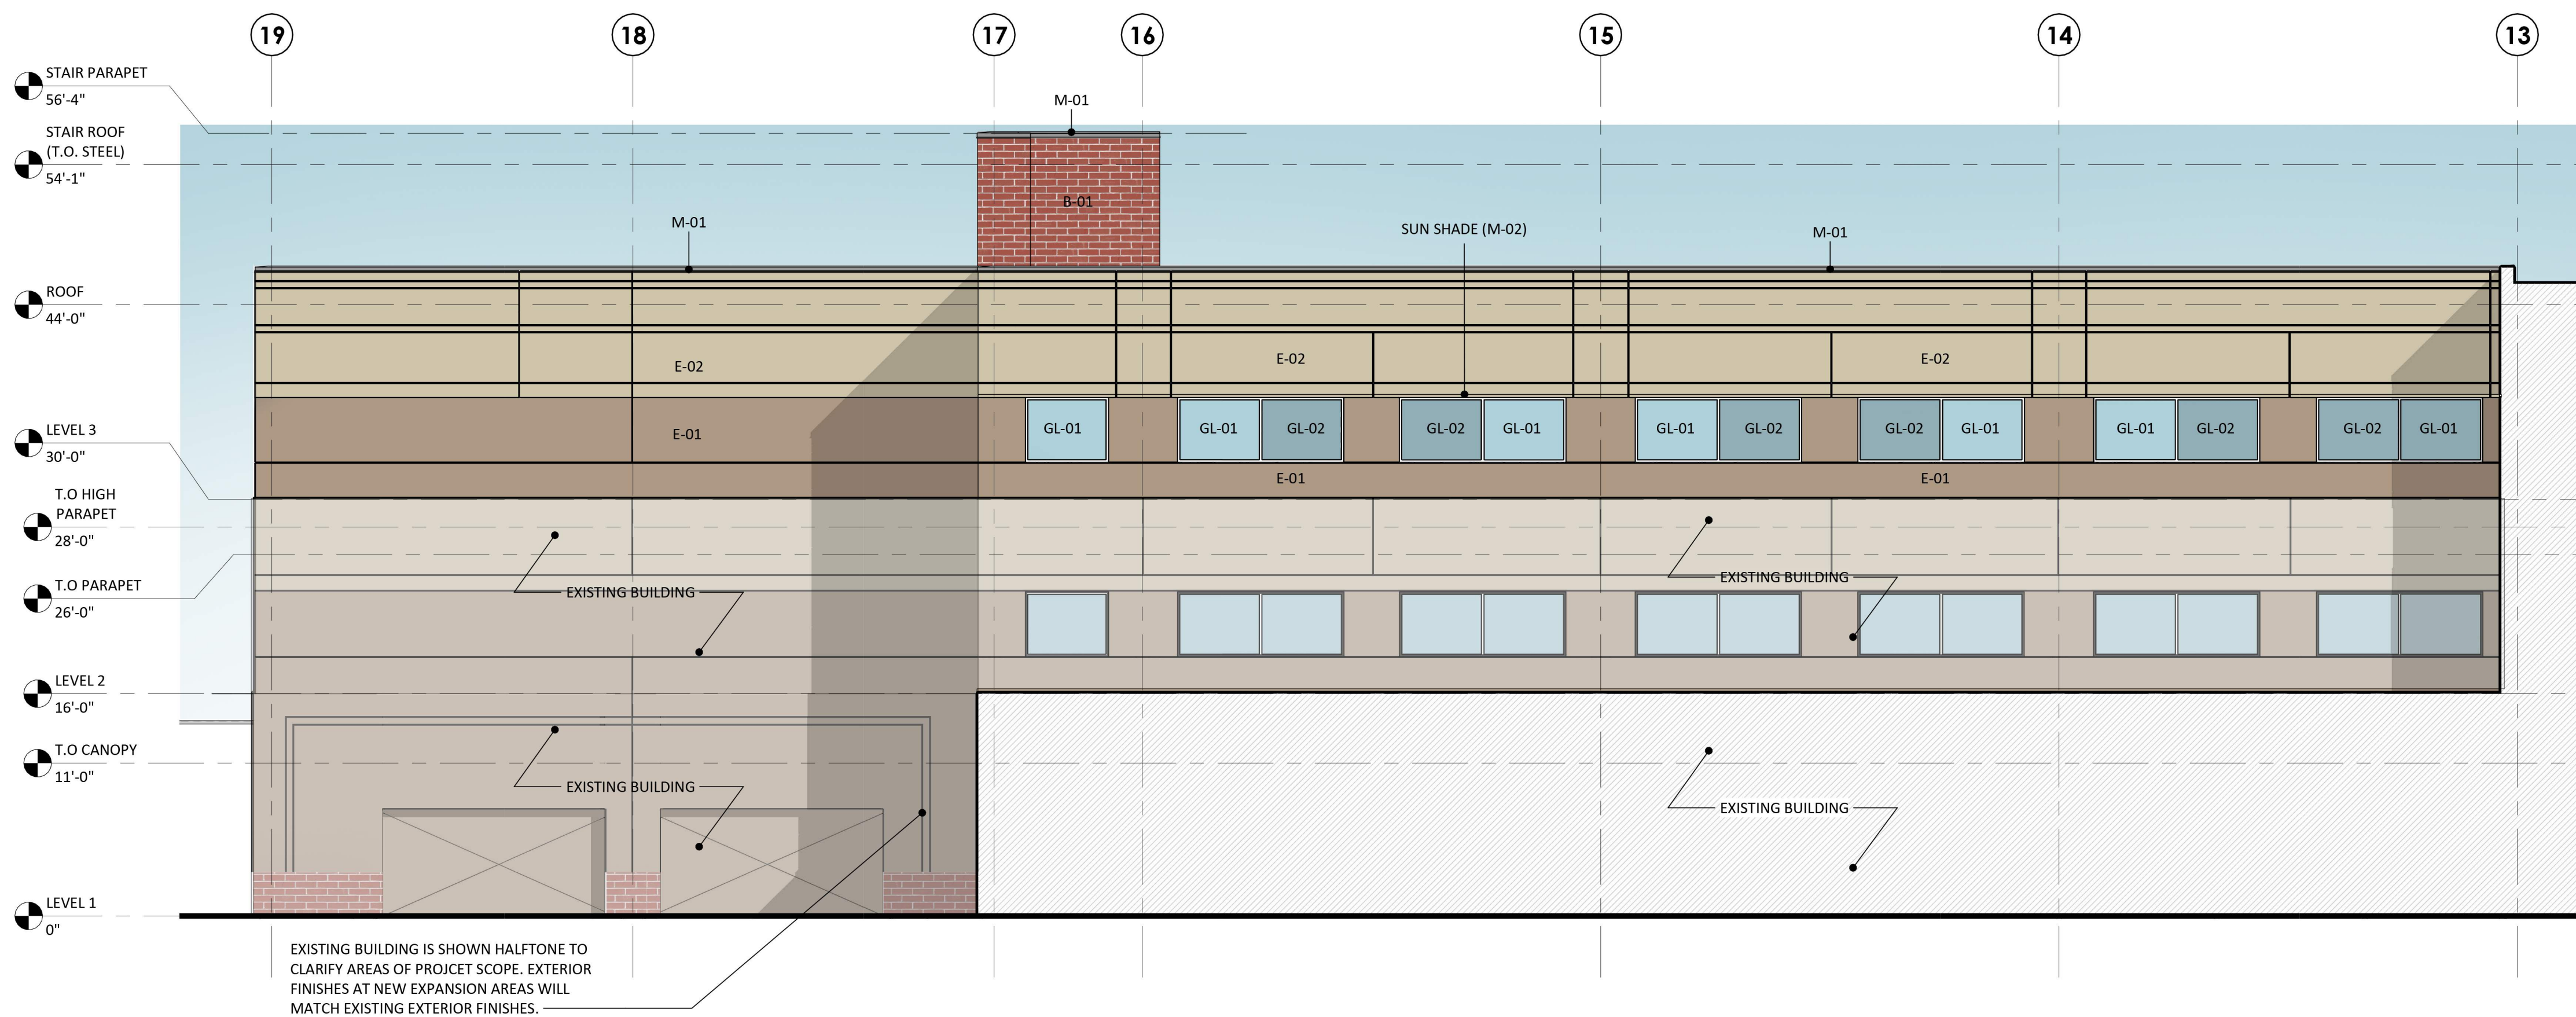 19
18
17
16
15
14
13
STAIR PARAPET
56'-4"
STAIR ROOF
(T.O. STEEL)
54'-1"
ROOF
44'-0"
LEVEL 3
30'-0"
T.O HIGH
PARAPET
28'-0"
T.O PARAPET
26'-0"
LEVEL 2
16'-0"
T.O CANOPY
11'-0"
LEVEL 1
0"
M-01
B-01
M-01
SUN SHADE (M-02)
M-01
E-02
E-02
E-02
E-01
GL-01
GL-01
GL-02
GL-02
GL-01
GL-01
GL-02
GL-02
GL-01
GL-01
GL-02
GL-02
GL-01
E-01
E-01
EXISTING BUILDING
EXISTING BUILDING
EXISTING BUILDING
EXISTING BUILDING
EXISTING BUILDING IS SHOWN HALFTONE TO
CLARIFY AREAS OF PROJCET SCOPE. EXTERIOR
FINISHES AT NEW EXPANSION AREAS WILL
MATCH EXISTING EXTERIOR FINISHES.